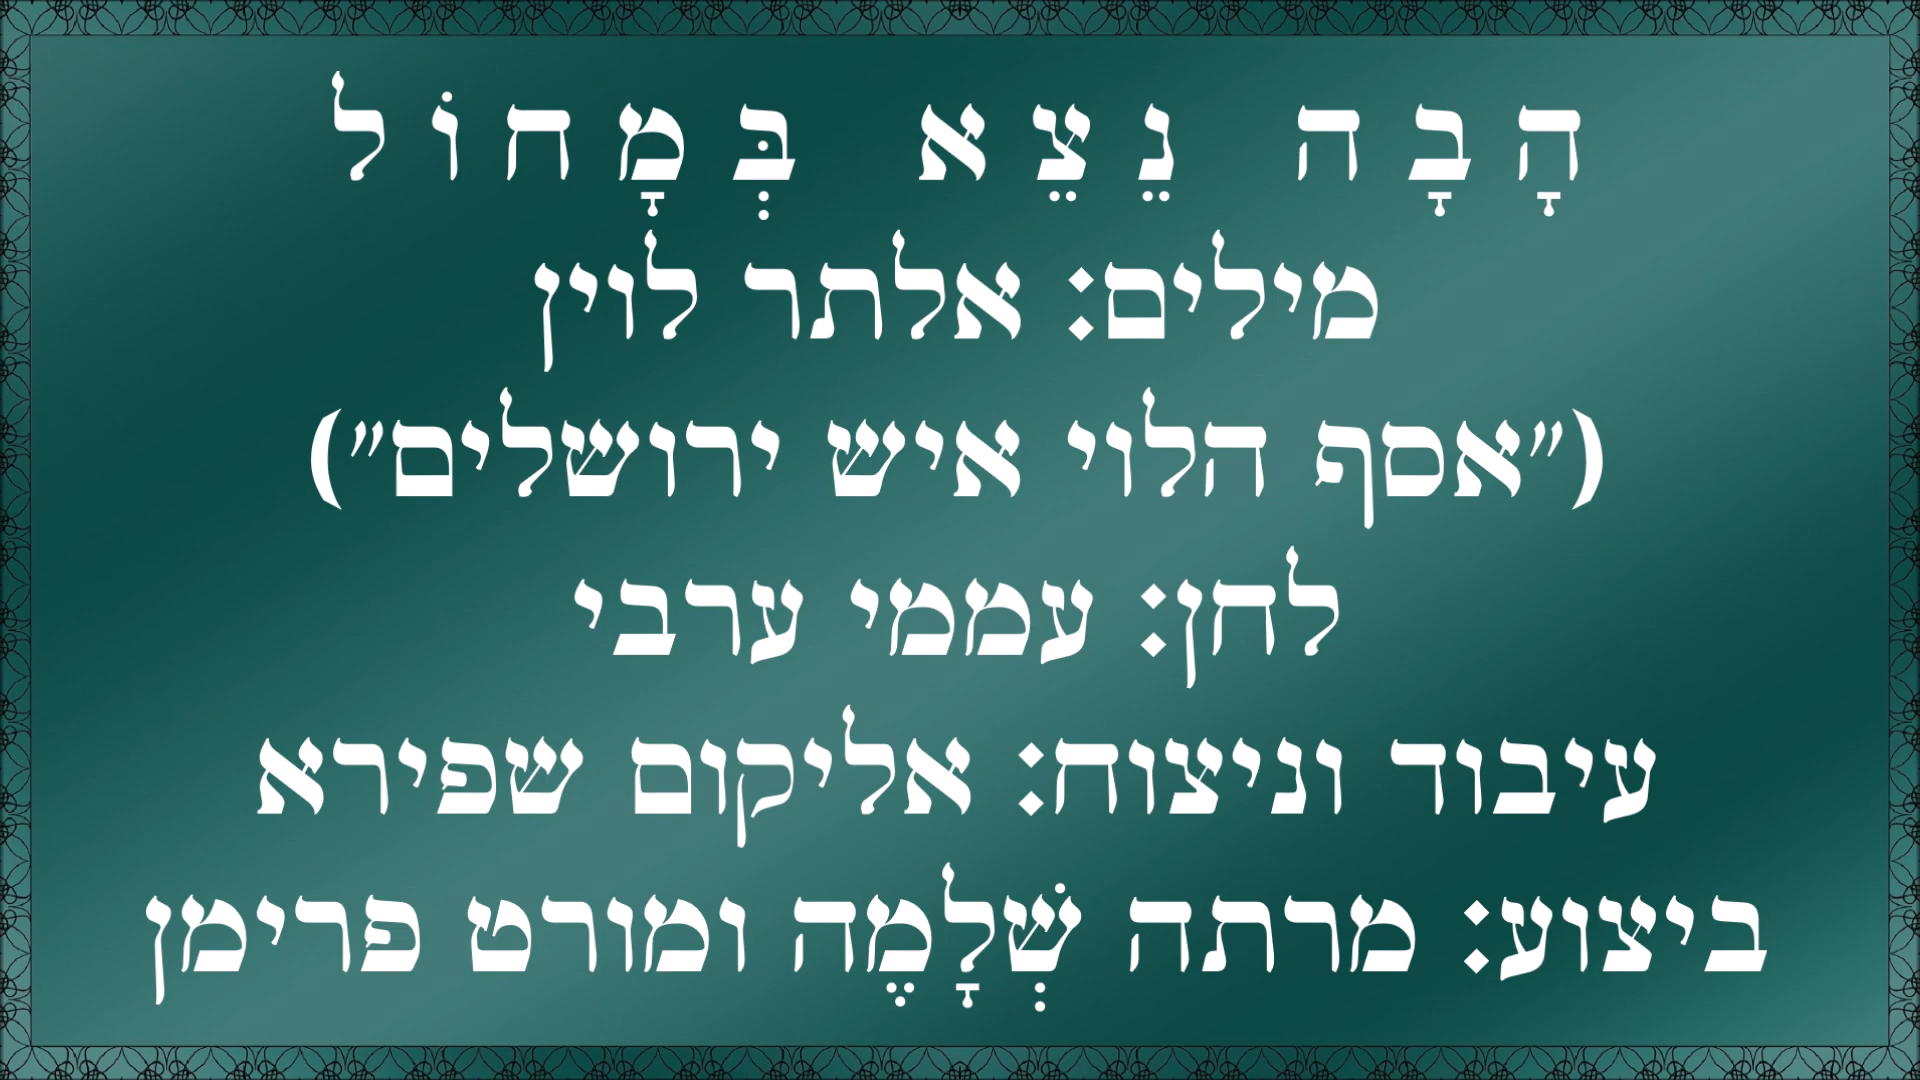 הָבָה נֵצֵא בְּמָחוֹל
מילים: אלתר לוין
("אסף הלוי איש ירושלים")
לחן: עממי ערבי
עיבוד וניצוח: אליקום שפירא
ביצוע: מרתה שְׁלָמֶה ומורט פרימן